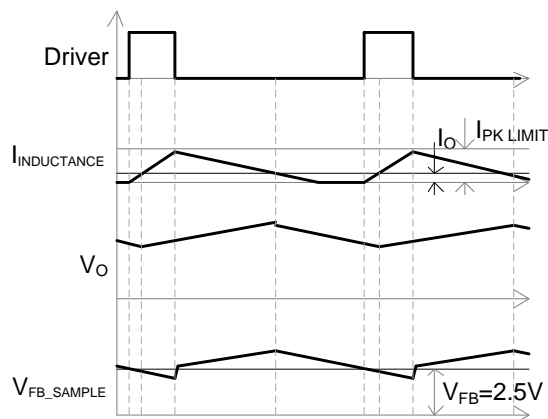 Driver
I_O
I_PK LIMIT
I_INDUCTANCE
V_O
V_FB_SAMPLE
V_FB=2.5V